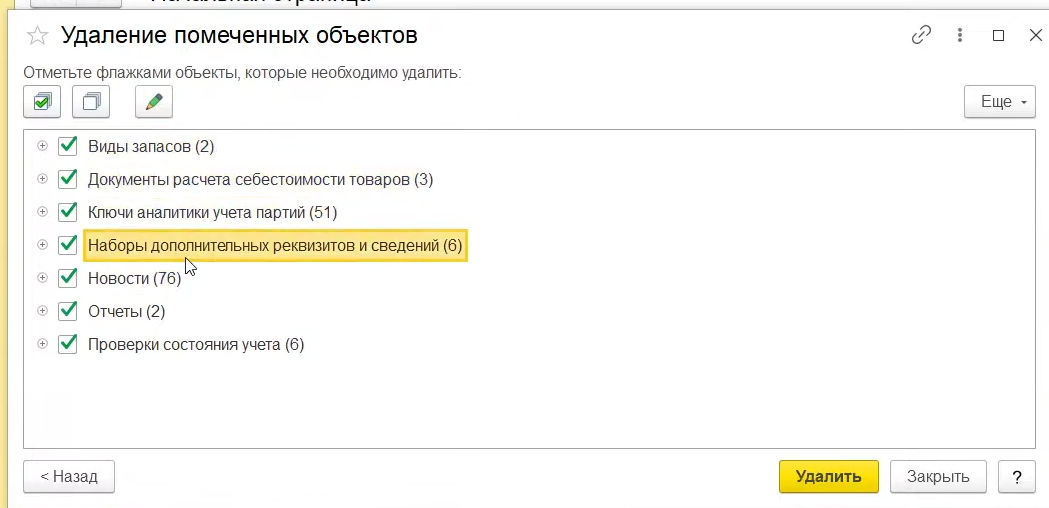 Начальная страница
Удаление помеченных объектов
Отметьте флажками объекты, которые необходимо удалить:
Еще
Виды запасов (2)
Документы расчета себестоимости товаров (3)
Ключи аналитики учета партий (51)
Наборы дополнительных реквизитов и сведений (6)
Новости (76)
Отчеты (2)
Проверки состояния учета (6)
< Назад
Удалить
Закрыть
?